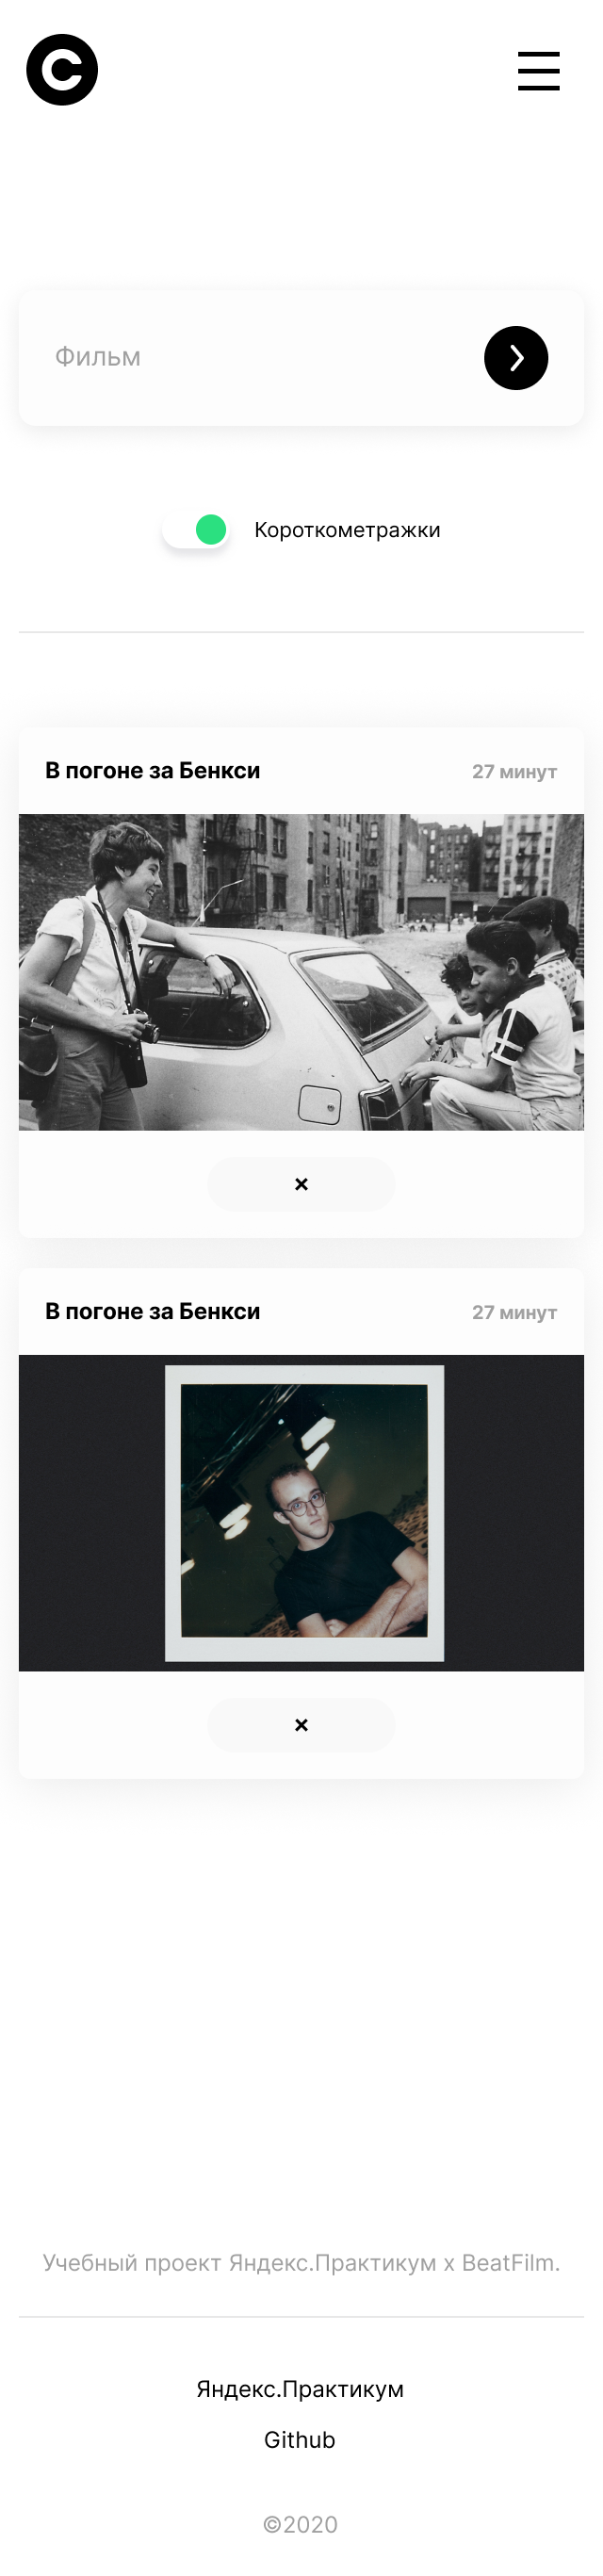 C
Фильм
Короткометражки
В погоне за Бенкси 27 минут
В погоне за Бенкси 27 минут
Учебный проект Яндекс.Практикум x BeatFilm.
Яндекс.Практикум
Github
©2020